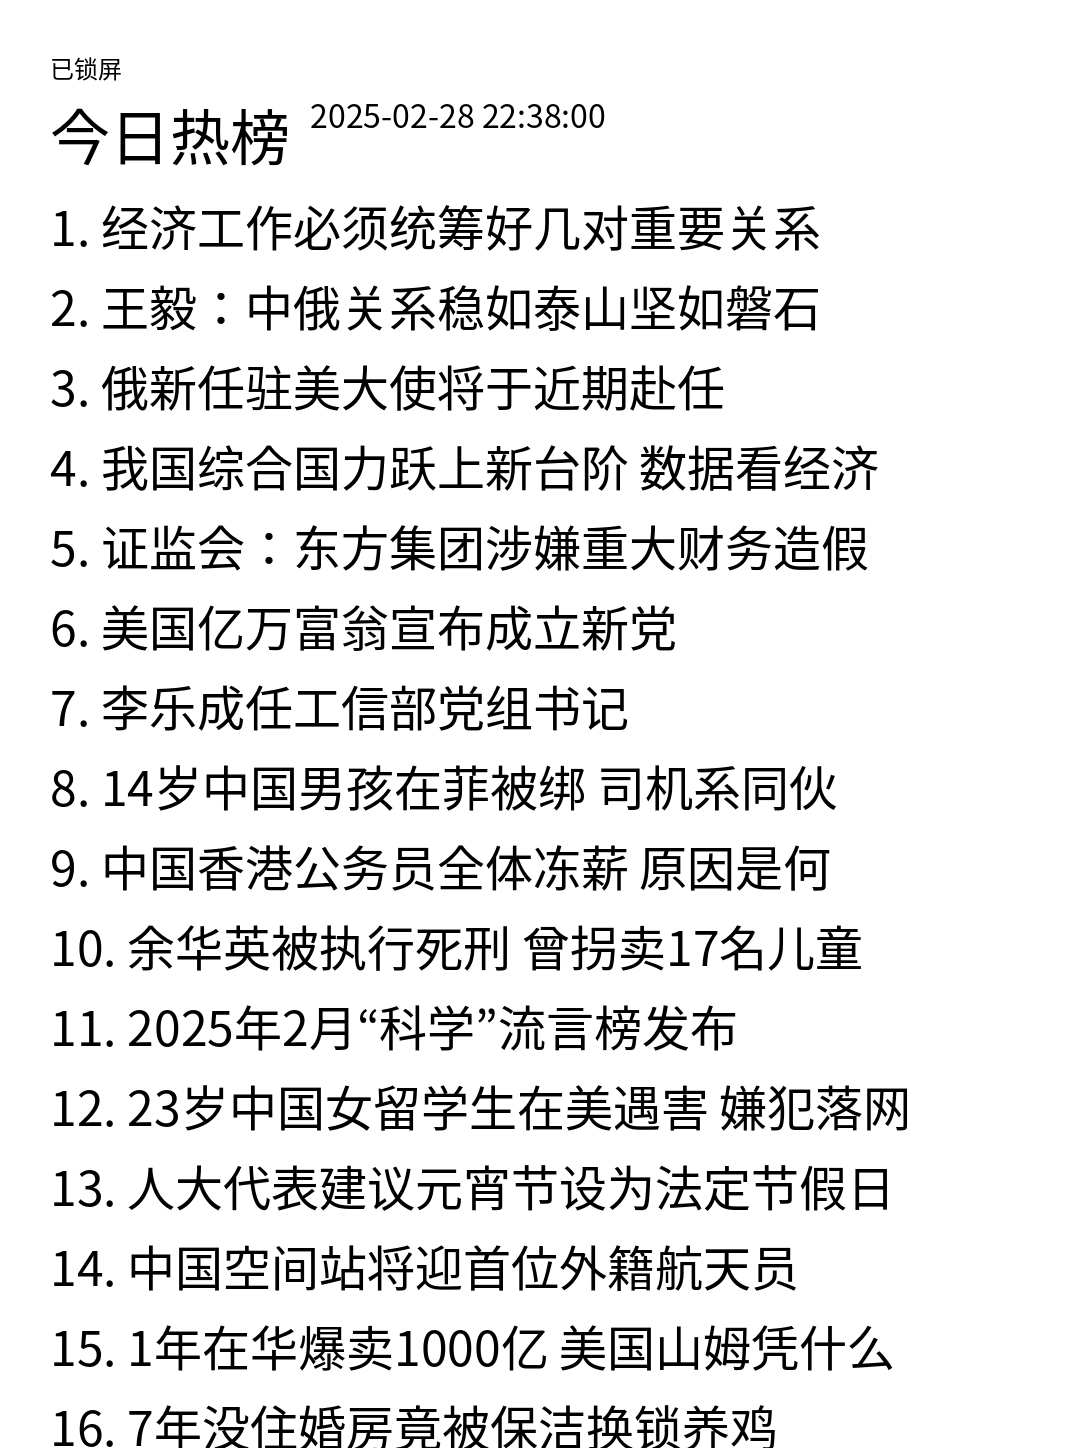 已锁屏
今日热榜 2025-02-28 22:38:00
1. 经济工作必须统筹好几对重要关系
2. 王毅：中俄关系稳如泰山坚如磐石
3. 俄新任驻美大使将于近期赴任
4. 我国综合国力跃上新台阶 数据看经济
5. 证监会：东方集团涉嫌重大财务造假
6. 美国亿万富翁宣布成立新党
7. 李乐成任工信部党组书记
8. 14岁中国男孩在菲被绑 司机系同伙
9. 中国香港公务员全体冻薪 原因是何
10. 余华英被执行死刑 曾拐卖17名儿童
11. 2025年2月“科学”流言榜发布
12. 23岁中国女留学生在美遇害 嫌犯落网
13. 人大代表建议元宵节设为法定节假日
14. 中国空间站将迎首位外籍航天员
15. 1年在华爆卖1000亿 美国山姆凭什么
16. 7年没住婚房竟被保洁换锁养鸡